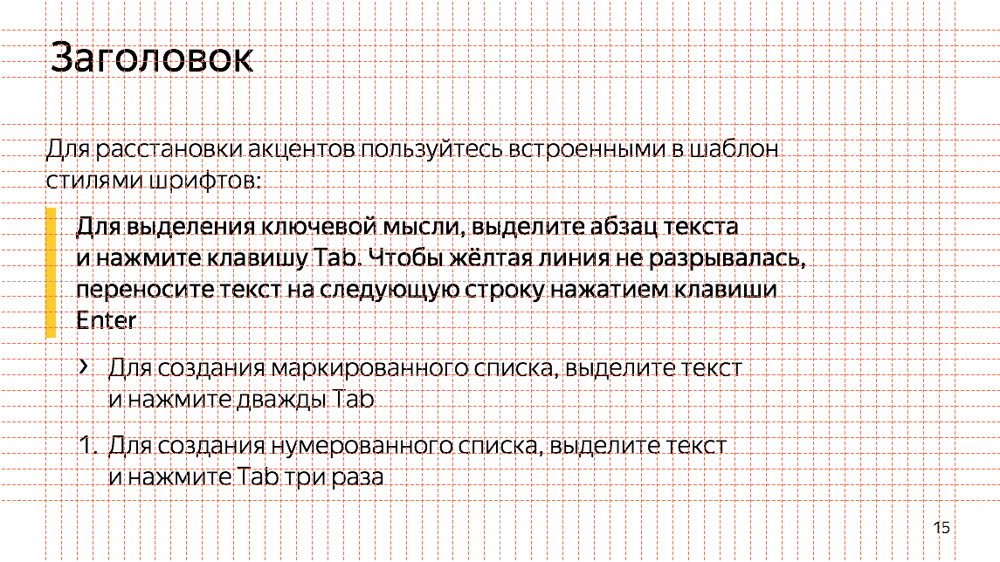 Заголовок
Для расстановки акцентов пользуйтесь встроенными в шаблон
стилями шрифтов:
Для выделения ключевой мысли, выделите абзац текста
и нажмите клавишу Tab. Чтобы жёлтая линия не разрывалась,
переносите текст на следующую строку нажатием клавиши
Enter
› Для создания маркированного списка, выделите текст
и нажмите дважды Tab
1. Для создания нумерованного списка, выделите текст
и нажмите Tab три раза
15